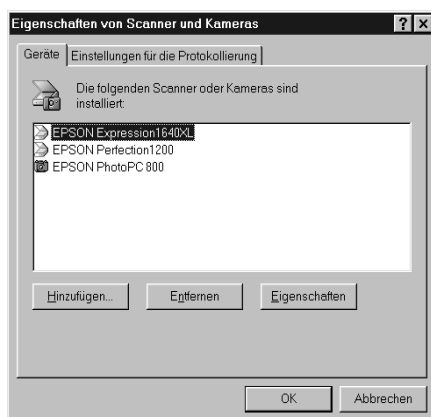 Eigenschaften von Scanner und Kameras
Geräte
Einstellungen für die Protokollierung
Die folgenden Scanner oder Kameras sind
installiert:
EPSON Expression1640XL
EPSON Perfection1200
EPSON PhotoPC 800
Hinzufügen...
Entfernen
Eigenschaften
OK
Abbrechen